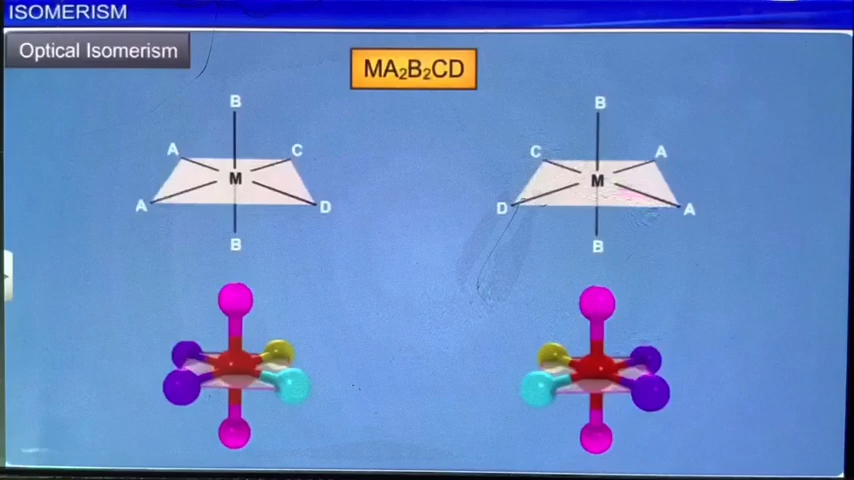 ISOMERISM
Optical Isomerism
MA₂B₂CD
B
A C
M
A D
B
B
C A
M
D A
B